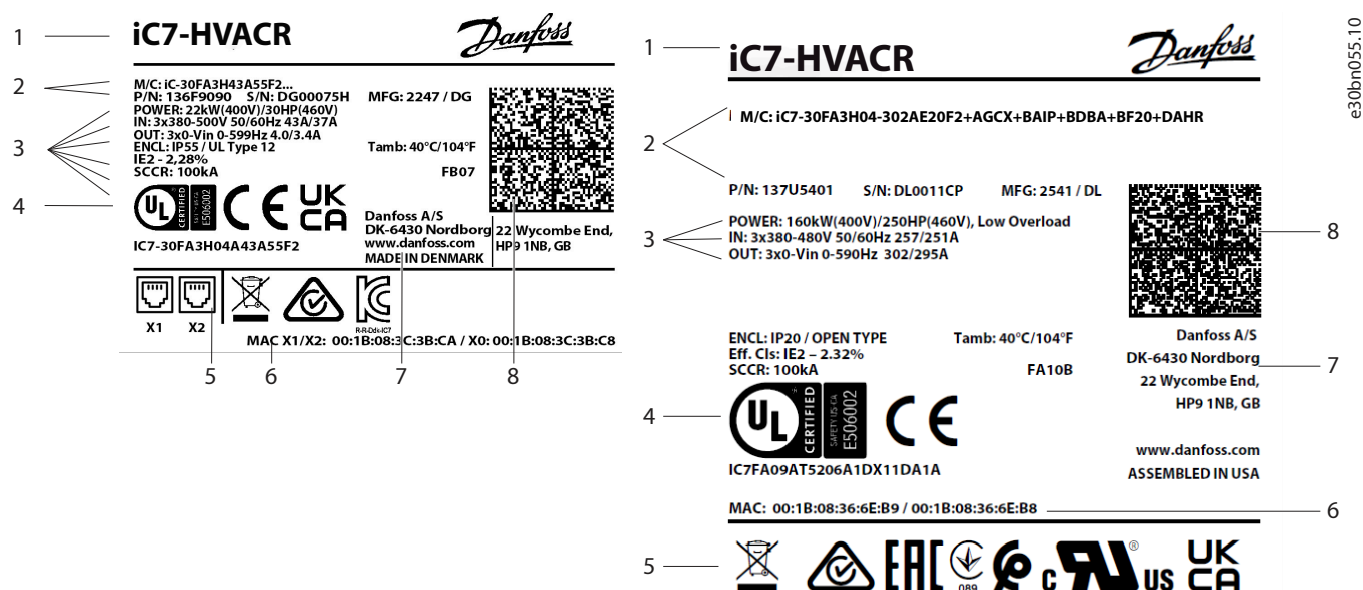 iC7-HVACR
Danfoss
1
M/C: iC-30FA3H43A55F2...
P/N: 136F9090 S/N: DG00075H MFG: 2247 / DG
2
POWER: 22kW(400V)/30HP(460V)
IN: 3x380-500V 50/60Hz 43A/37A
OUT: 3x0-Vin 0-599Hz 4.0/3.4A
ENCL: IP55 / UL Type 12 Tamb: 40°C/104°F
3
IE2 - 2,28%
SCCR: 100kA FB07
4
UL CERTIFIED E506002 CE UK CA
IC7-30FA3H04A43A55F2
Danfoss A/S
DK-6430 Nordborg 22 Wycombe End,
www.danfoss.com HP9 1NB, GB
MADE IN DENMARK
X1 X2
R-R-Ddk-IC7
MAC X1/X2: 00:1B:08:3C:3B:CA / X0: 00:1B:08:3C:3B:C8
5 6 7 8
1
iC7-HVACR
Danfoss
e30bn055.10
M/C: iC7-30FA3H04-302AE20F2+AGCX+BAIP+BDBA+BF20+DAHR
2
P/N: 137U5401 S/N: DL0011CP MFG: 2541 / DL
POWER: 160kW(400V)/250HP(460V), Low Overload
3
IN: 3x380-480V 50/60Hz 257/251A
OUT: 3x0-Vin 0-590Hz 302/295A
8
ENCL: IP20 / OPEN TYPE Tamb: 40°C/104°F
Eff. Cls: IE2 – 2.32%
SCCR: 100kA FA10B
Danfoss A/S
DK-6430 Nordborg
7
22 Wycombe End,
HP9 1NB, GB
4
UL CERTIFIED SAFETY US-CA E506002 CE
www.danfoss.com
IC7FA09AT5206A1DX11DA1A
ASSEMBLED IN USA
MAC: 00:1B:08:36:6E:B9 / 00:1B:08:36:6E:B8
6
5
EAC 089 C RU ® US UK CA